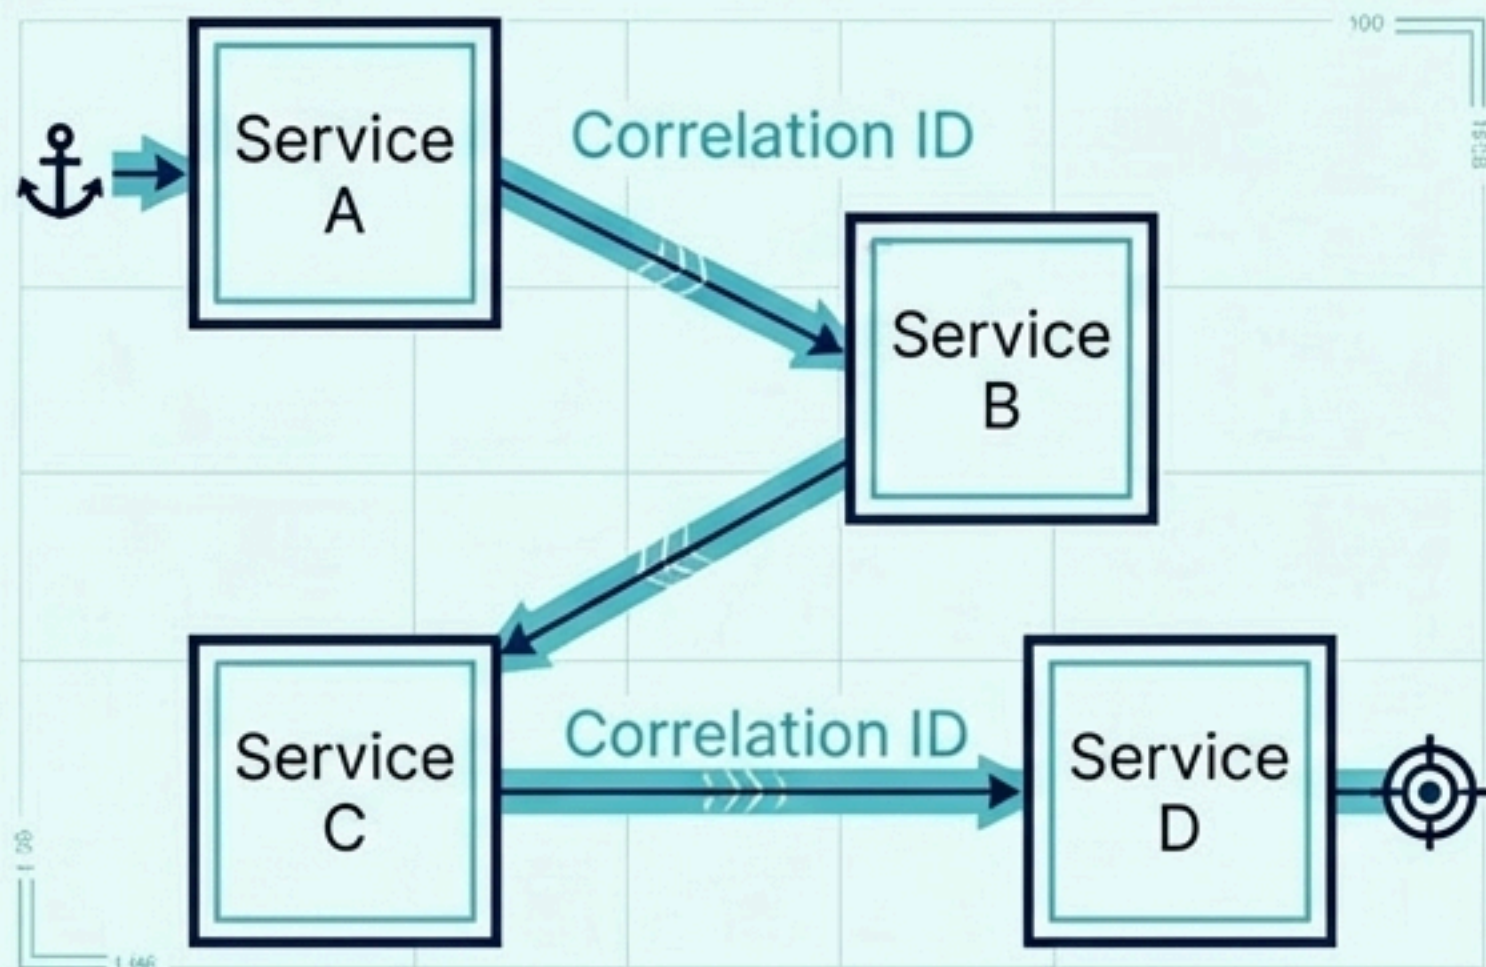 Service
A
Correlation ID
Service
B
Service
C
Correlation ID
Service
D